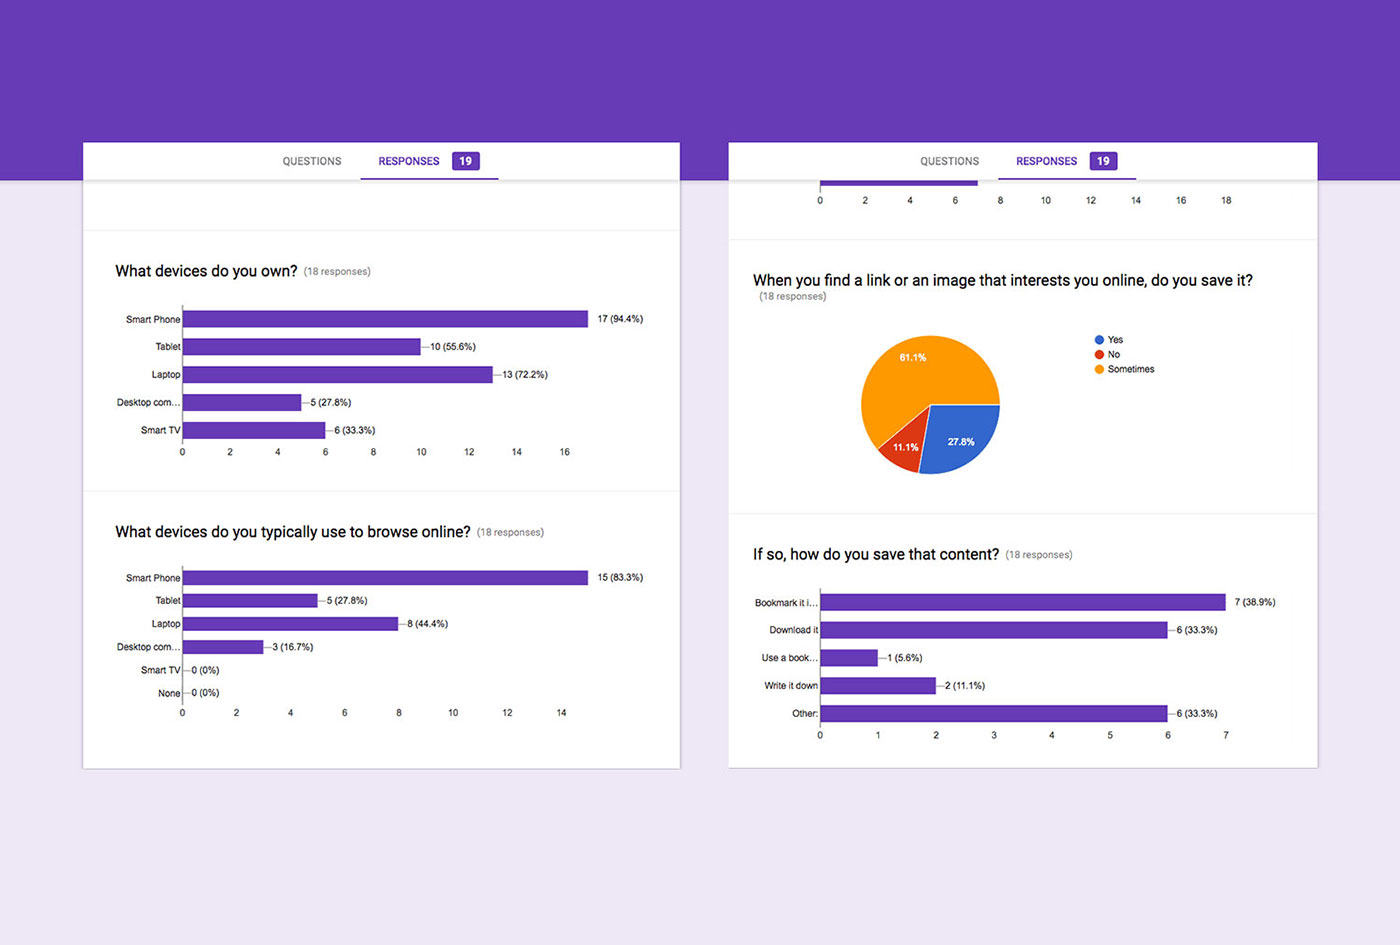 QUESTIONS RESPONSES 19
What devices do you own? (18 responses)
Smart Phone 17 (94.4%)
Tablet 10 (55.6%)
Laptop 13 (72.2%)
Desktop com... 5 (27.8%)
Smart TV 6 (33.3%)
0 2 4 6 8 10 12 14 16
What devices do you typically use to browse online? (18 responses)
Smart Phone 15 (83.3%)
Tablet 5 (27.8%)
Laptop 8 (44.4%)
Desktop com... 3 (16.7%)
Smart TV 0 (0%)
None 0 (0%)
0 2 4 6 8 10 12 14
QUESTIONS RESPONSES 19
0 2 4 6 8 10 12 14 16 18
When you find a link or an image that interests you online, do you save it?
(18 responses)
Yes
No
Sometimes
61.1%
27.8%
11.1%
If so, how do you save that content? (18 responses)
Bookmark it i... 7 (38.9%)
Download it 6 (33.3%)
Use a book... 1 (5.6%)
Write it down 2 (11.1%)
Other: 6 (33.3%)
0 1 2 3 4 5 6 7